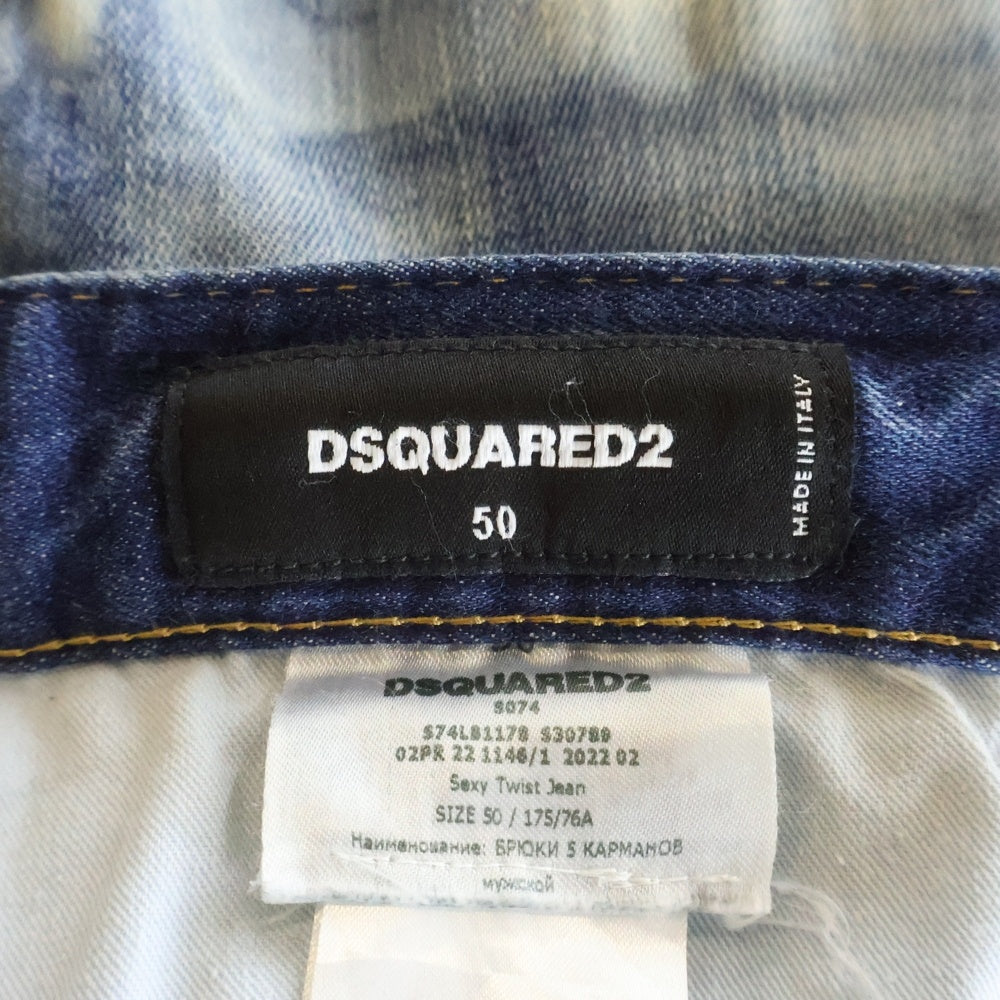 DSQUARED2
50
MADE IN ITALY
DSQUARED2
S074
S74LB1178 S30789
02PR 22 1146/1 2022 02
Sexy Twist Jean
SIZE 50 / 175/76A
Наименование: БРЮКИ 5 КАРМАНОВ
мужской